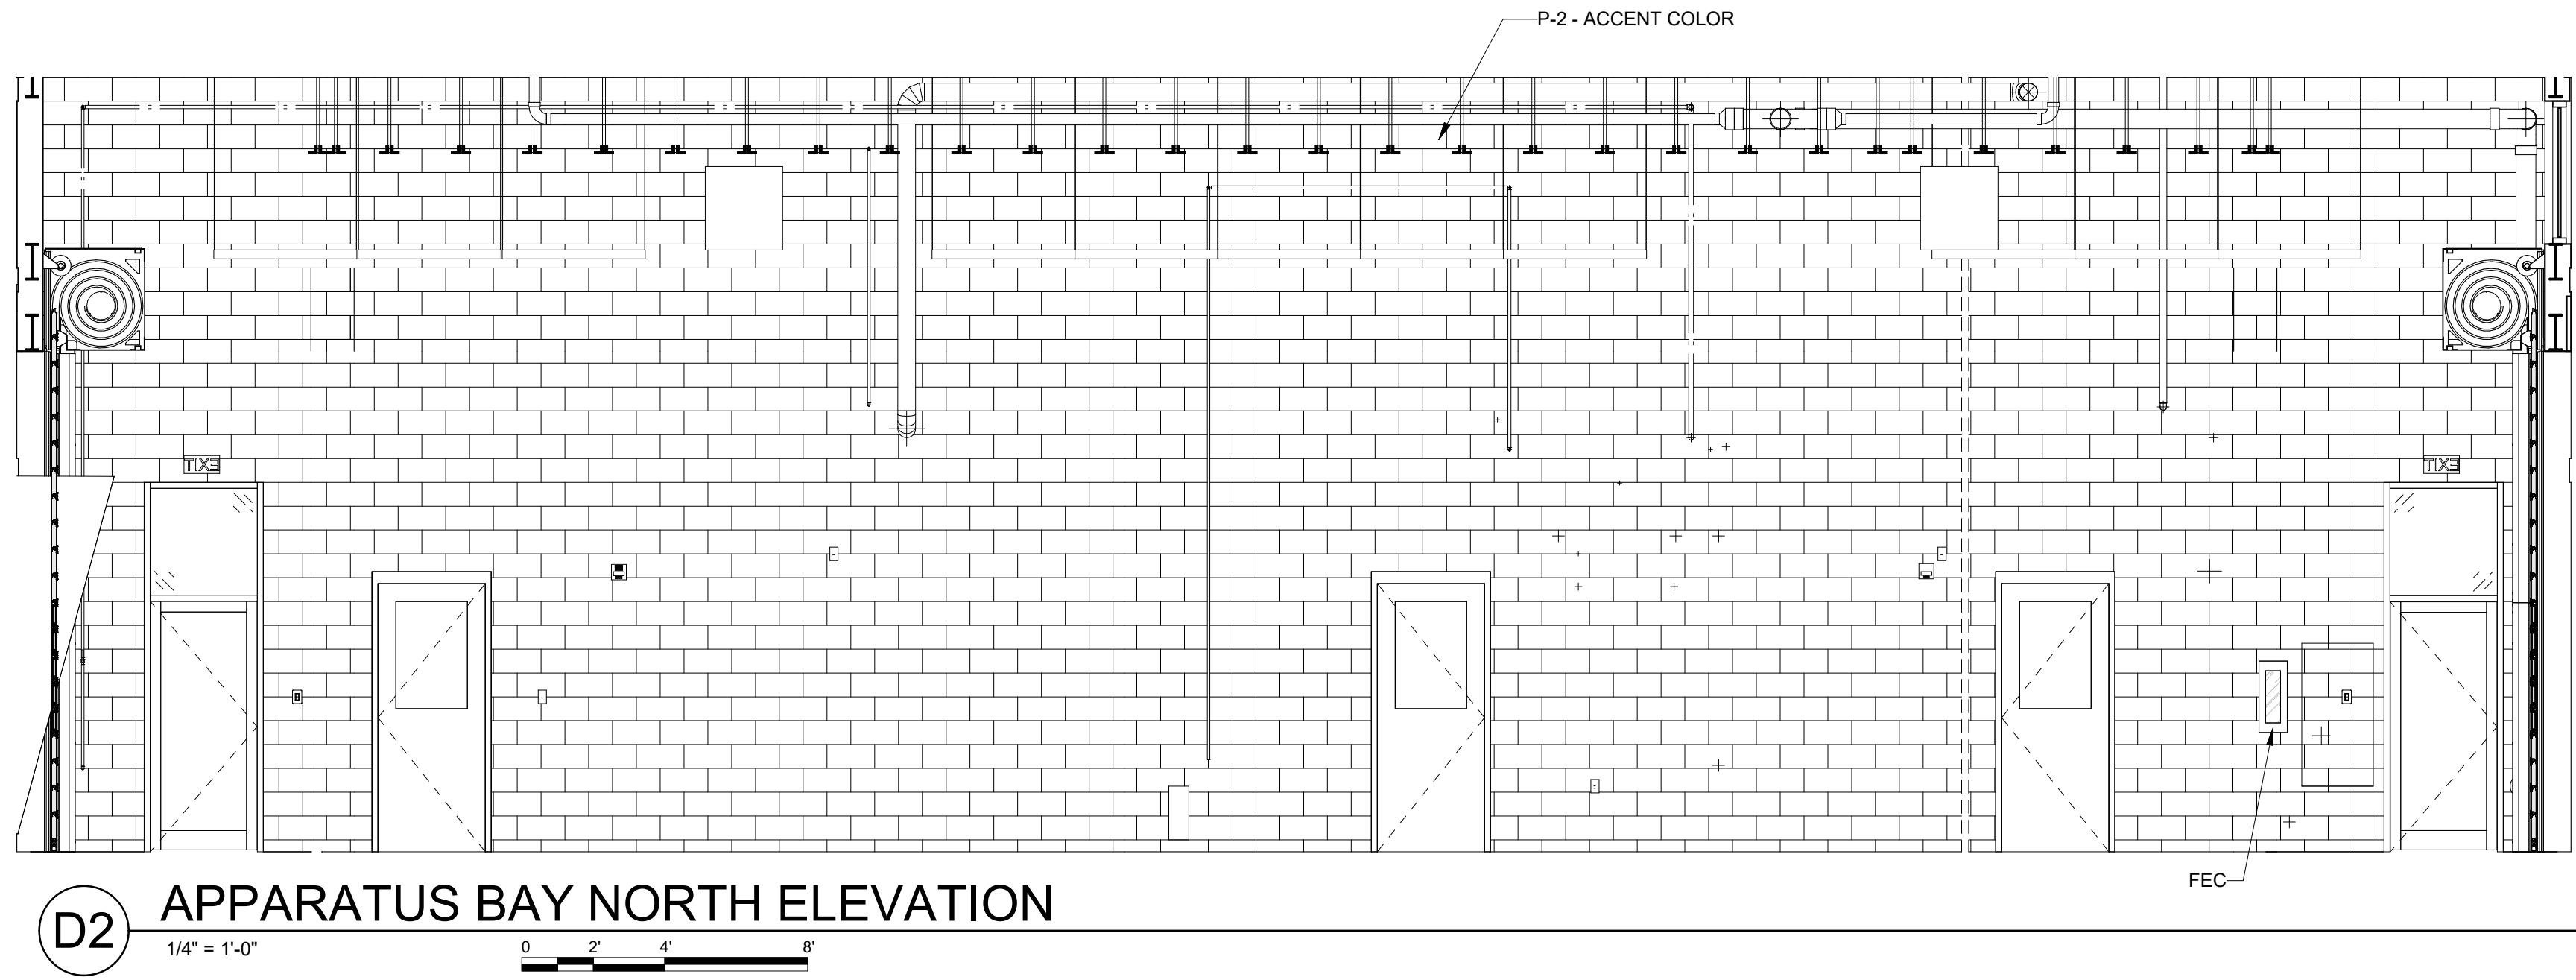 P-2 - ACCENT COLOR
EXIT
EXIT
FEC
D2
APPARATUS BAY NORTH ELEVATION
1/4" = 1'-0"
0 2' 4' 8'